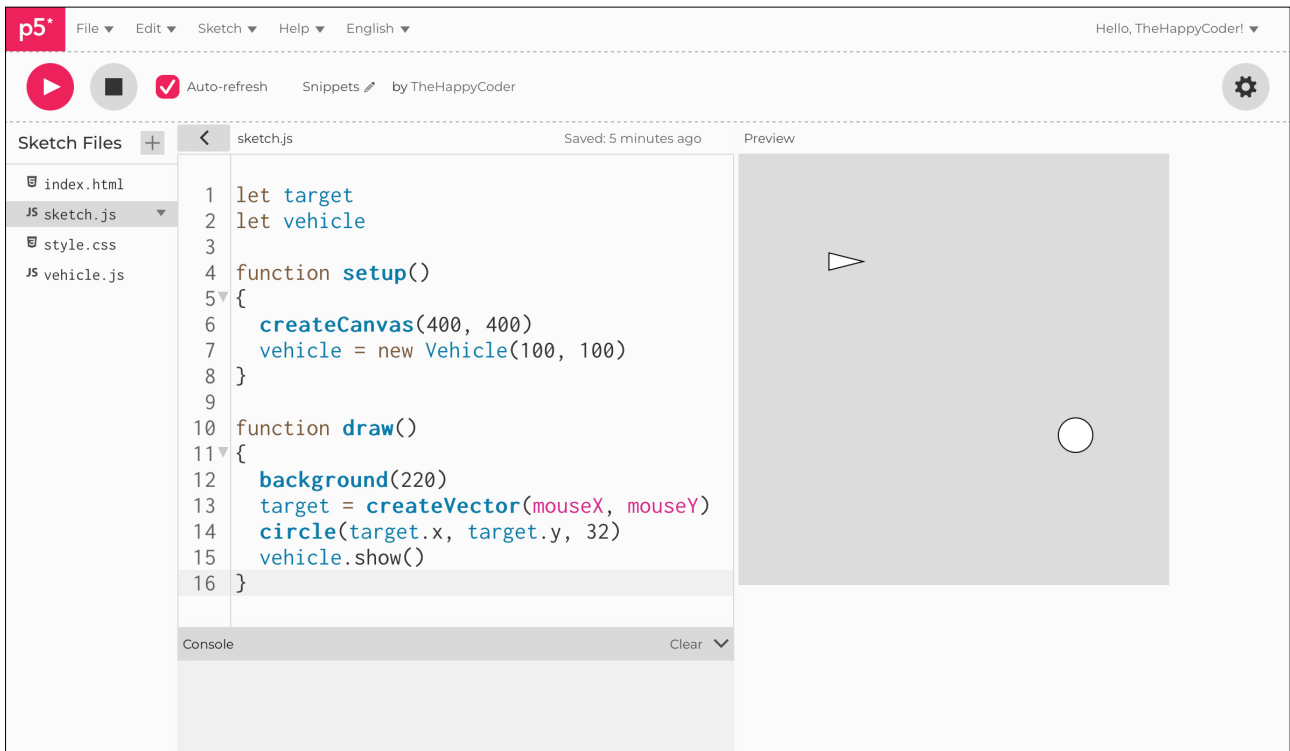 p5* File Edit Sketch Help English Hello, TheHappyCoder!
Auto-refresh Snippets by TheHappyCoder
Sketch Files + sketch.js Saved: 5 minutes ago Preview
index.html
JS sketch.js
style.css
JS vehicle.js
1 let target
2 let vehicle
3
4 function setup()
5 {
6   createCanvas(400, 400)
7   vehicle = new Vehicle(100, 100)
8 }
9
10 function draw()
11 {
12   background(220)
13   target = createVector(mouseX, mouseY)
14   circle(target.x, target.y, 32)
15   vehicle.show()
16 }
Console Clear